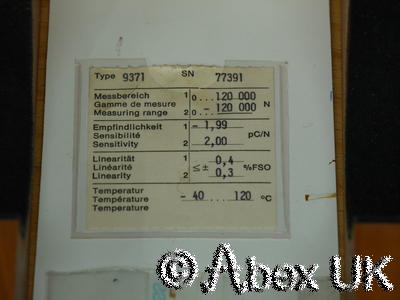 Type 9371 SN 77391
Messbereich 1 0...120 000
Gamme de mesure N
Measuring range 2 0...- 120 000
Empfindlichkeit 1 - 1,99
Sensibilité pC/N
Sensitivity 2 2,00
Linearität 1 0,4
Linéarité ≤ ± %FSO
Linearity 2 0,3
Temperatur
Température - 40 .... 120 °C
Temperature
© Abex UK